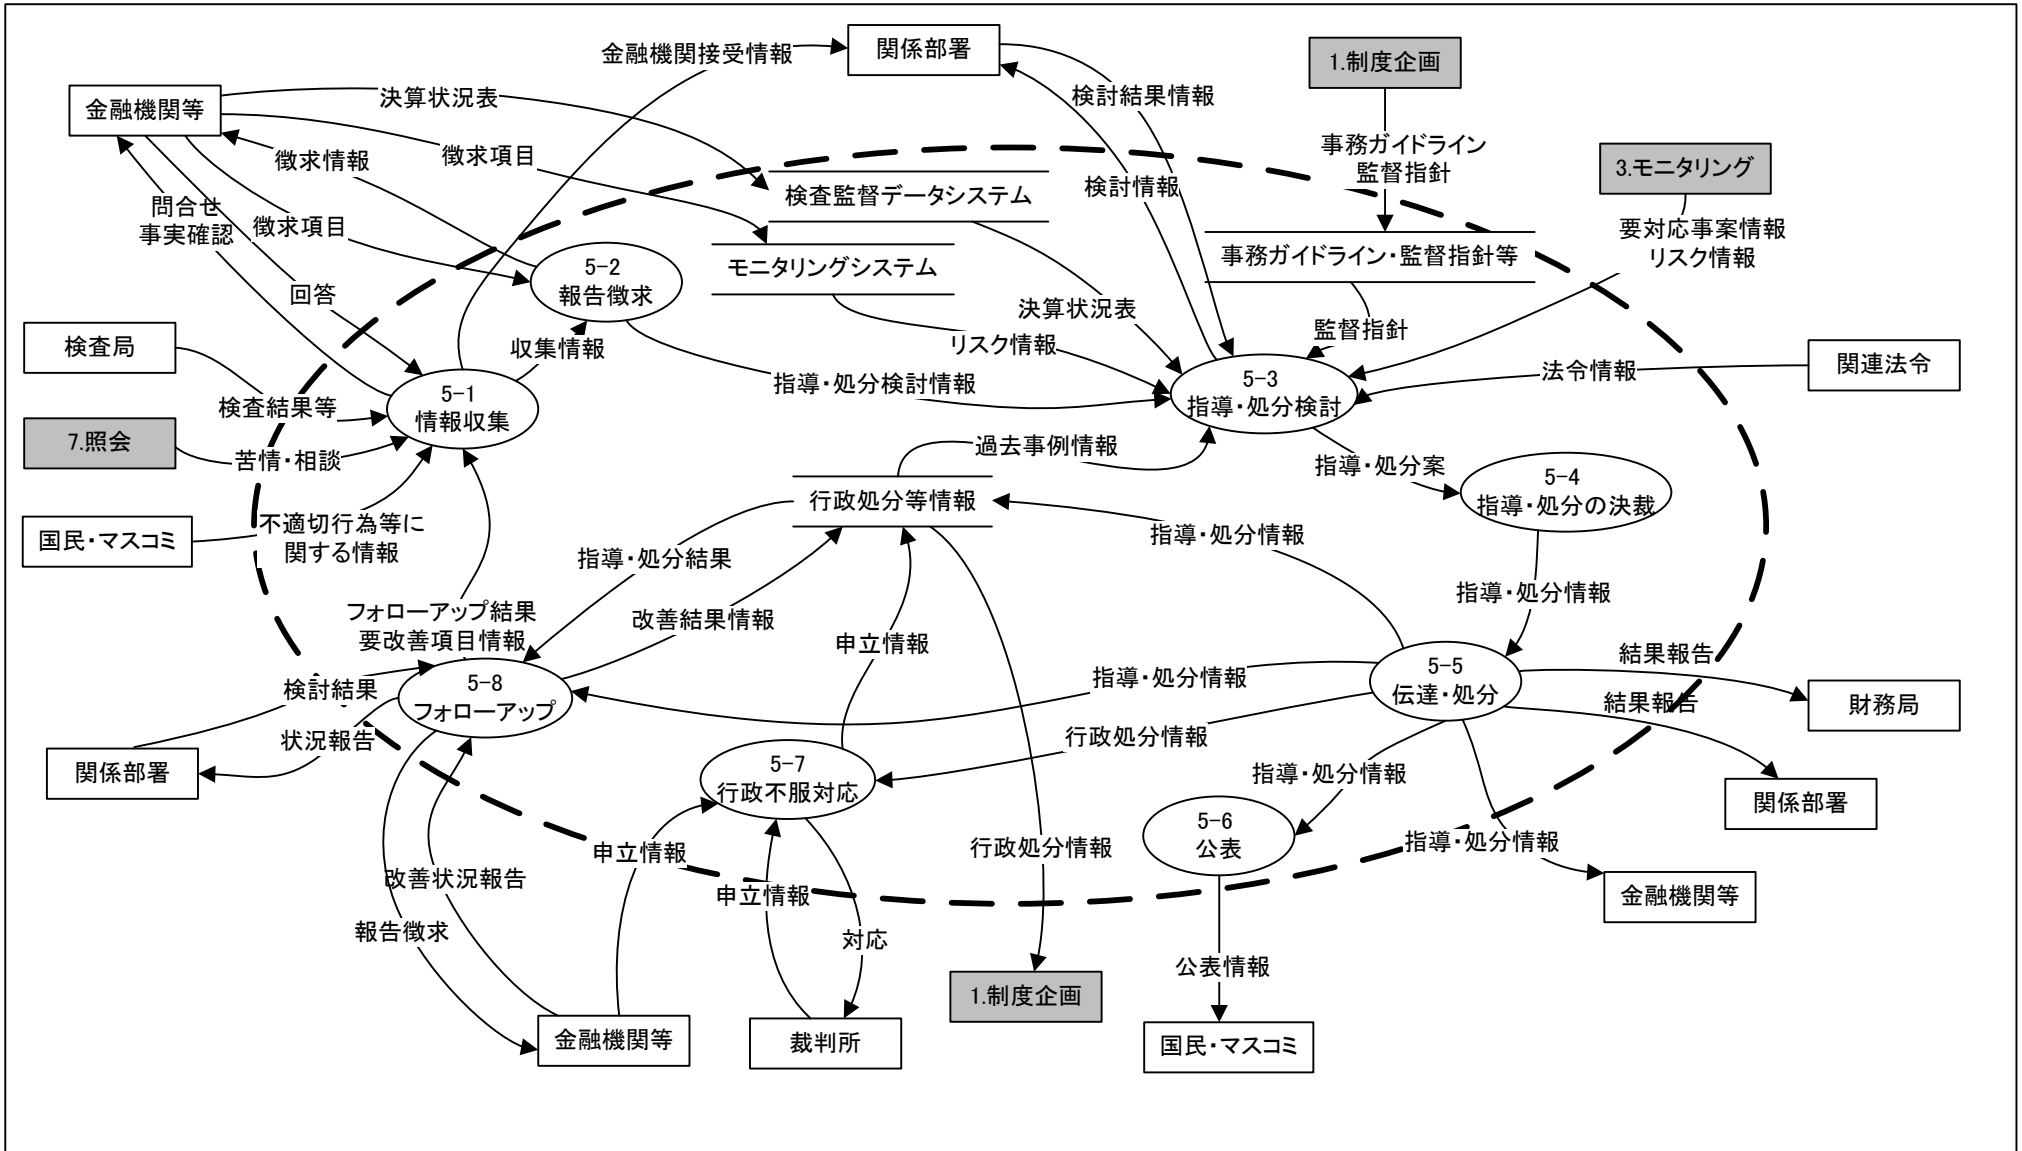 金融機関接受情報
関係部署
1.制度企画
金融機関等
決算状況表
検討結果情報
徴求情報
徴求項目
事務ガイドライン
監督指針
3.モニタリング
検討情報
検査監督データシステム
問合せ
事実確認
徴求項目
要対応事案情報
リスク情報
モニタリングシステム
事務ガイドライン・監督指針等
5-2
報告徴求
回答
決算状況表
監督指針
検査局
収集情報
リスク情報
関連法令
指導・処分検討情報
5-3
指導・処分検討
法令情報
5-1
情報収集
検査結果等
7.照会
苦情・相談
過去事例情報
指導・処分案
5-4
指導・処分の決裁
行政処分等情報
国民・マスコミ
不適切行為等に
関する情報
指導・処分情報
指導・処分結果
指導・処分情報
フォローアップ結果
要改善項目情報
改善結果情報
申立情報
結果報告
5-5
伝達・処分
指導・処分情報
検討結果
5-8
フォローアップ
結果報告
財務局
状況報告
行政処分情報
関係部署
5-7
行政不服対応
指導・処分情報
関係部署
5-6
公表
申立情報
行政処分情報
指導・処分情報
改善状況報告
申立情報
金融機関等
報告徴求
対応
公表情報
1.制度企画
金融機関等
裁判所
国民・マスコミ